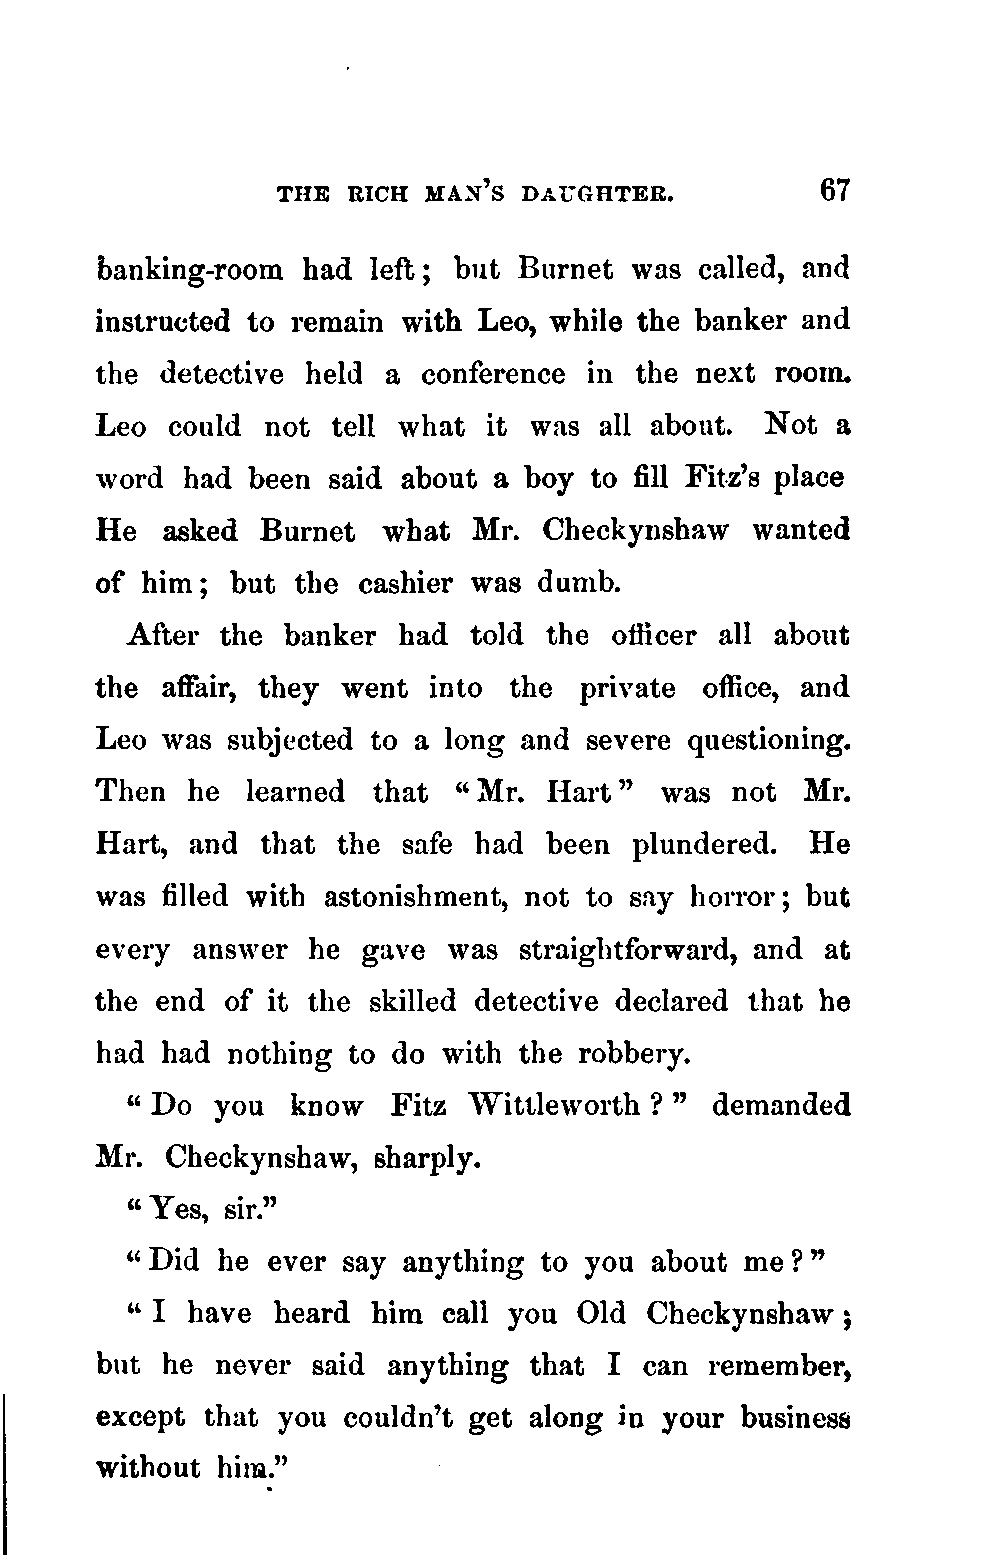 THE RICH MAN'S DAUGHTER. 67
banking-room had left; but Burnet was called, and
instructed to remain with Leo, while the banker and
the detective held a conference in the next room.
Leo could not tell what it was all about. Not a
word had been said about a boy to fill Fitz's place
He asked Burnet what Mr. Checkynshaw wanted
of him; but the cashier was dumb.
After the banker had told the officer all about
the affair, they went into the private office, and
Leo was subjected to a long and severe questioning.
Then he learned that "Mr. Hart" was not Mr.
Hart, and that the safe had been plundered. He
was filled with astonishment, not to say horror; but
every answer he gave was straightforward, and at
the end of it the skilled detective declared that he
had had nothing to do with the robbery.
"Do you know Fitz Wittleworth?" demanded
Mr. Checkynshaw, sharply.
"Yes, sir."
"Did he ever say anything to you about me?"
"I have heard him call you Old Checkynshaw;
but he never said anything that I can remember,
except that you couldn't get along in your business
without him."